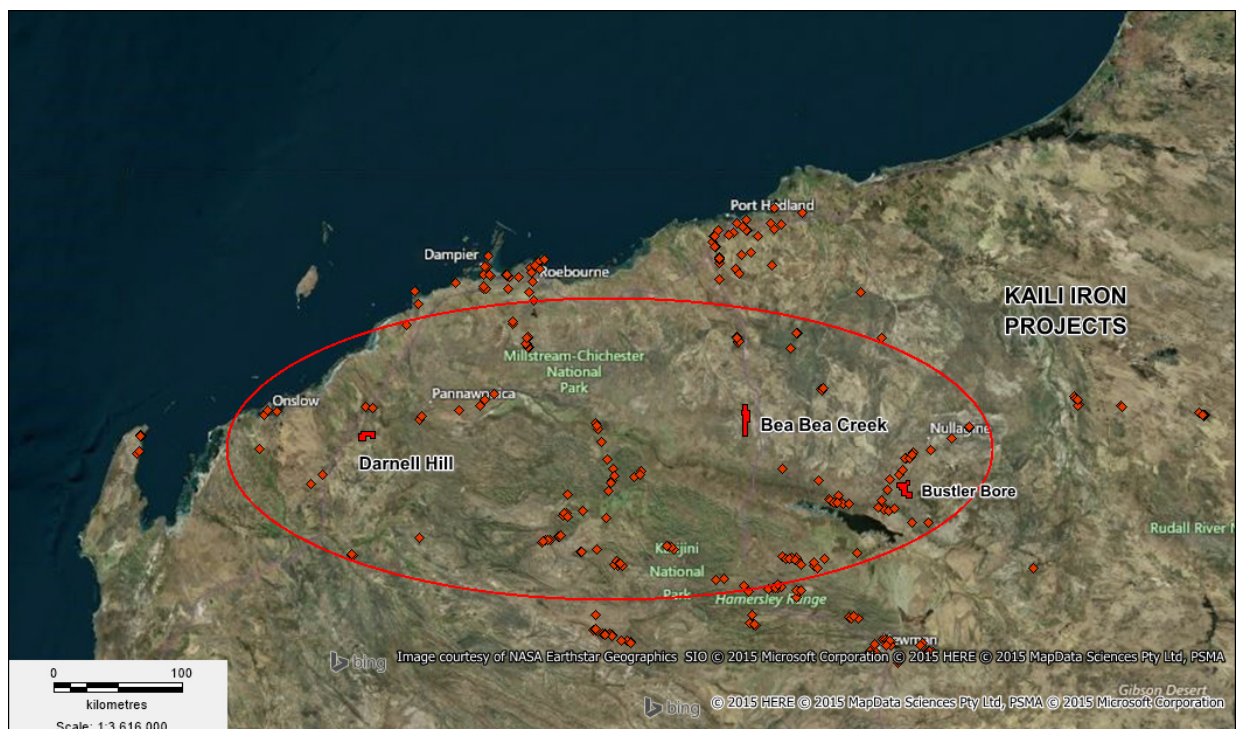 Port Hedland
Dampier
Roebourne
KAILI IRON
PROJECTS
Millstream-Chichester
National
Park
Onslow
Pannawonica
Bea Bea Creek
Nullagine
Darnell Hill
Bustler Bore
Rudall River N
Karijini
National
Park
Hamersley Range
Newman
bing
Image courtesy of NASA Earthstar Geographics SIO © 2015 Microsoft Corporation © 2015 HERE © 2015 MapData Sciences Pty Ltd, PSMA
0 100
kilometres
Scale: 1:3,616,000
Gibson Desert
bing
© 2015 HERE © 2015 MapData Sciences Pty Ltd, PSMA © 2015 Microsoft Corporation